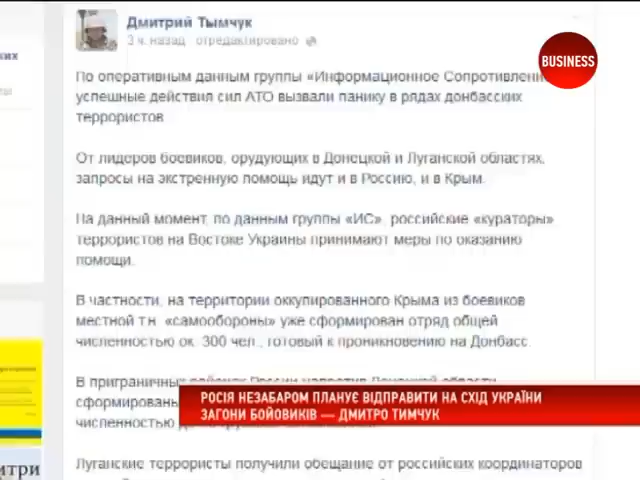 Дмитрий Тымчук
3 ч. назад отредактировано
BUSINESS
По оперативным данным группы «Информационное Сопротивлени
успешные действия сил АТО вызвали панику в рядах донбасских
террористов
От лидеров боевиков, орудующих в Донецкой и Луганской областях,
запросы на экстренную помощь идут и в Россию, и в Крым.
На данный момент, по данным группы «ИС», российские «кураторы»
террористов на Востоке Украины принимают меры по оказанию
помощи.
В частности, на территории оккупированного Крыма из боевиков
местной т.н. «самообороны» уже сформирован отряд общей
численностью ок. 300 чел., готовый к проникновению на Донбасс.
В приграничных
сформированы
численностью
РОСІЯ НЕЗАБАРОМ ПЛАНУЄ ВІДПРАВИТИ НА СХІД УКРАЇНИ
ЗАГОНИ БОЙОВИКІВ — ДМИТРО ТИМЧУК
Луганские террористы получили обещание от российских координаторов